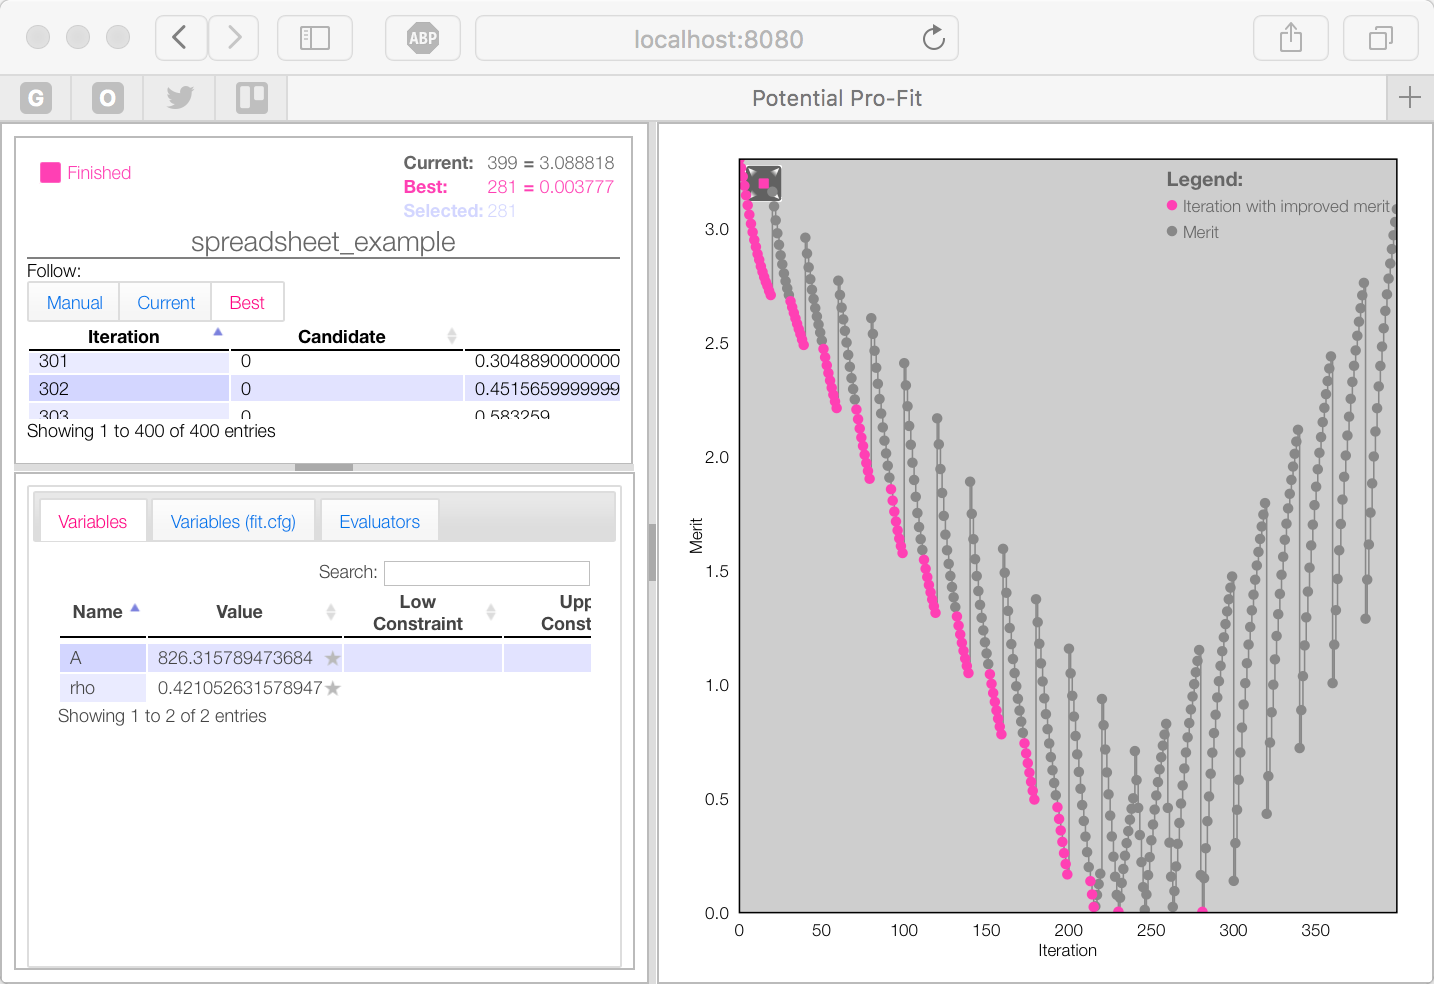 ABP
localhost:8080
G
O
Potential Pro-Fit
Finished
Current: 399 = 3.088818
Best: 281 = 0.003777
Selected: 281
spreadsheet_example
Follow:
Manual Current Best
Iteration Candidate
301 0 0.3048890000000
302 0 0.4515659999999
303 0 0.583259
Showing 1 to 400 of 400 entries
Variables Variables (fit.cfg) Evaluators
Search:
Name Value Low Constraint Upp Const
A 826.315789473684
rho 0.421052631578947
Showing 1 to 2 of 2 entries
Legend:
Iteration with improved merit
Merit
3.0
2.5
2.0
1.5
1.0
0.5
0.0
Merit
0 50 100 150 200 250 300 350
Iteration